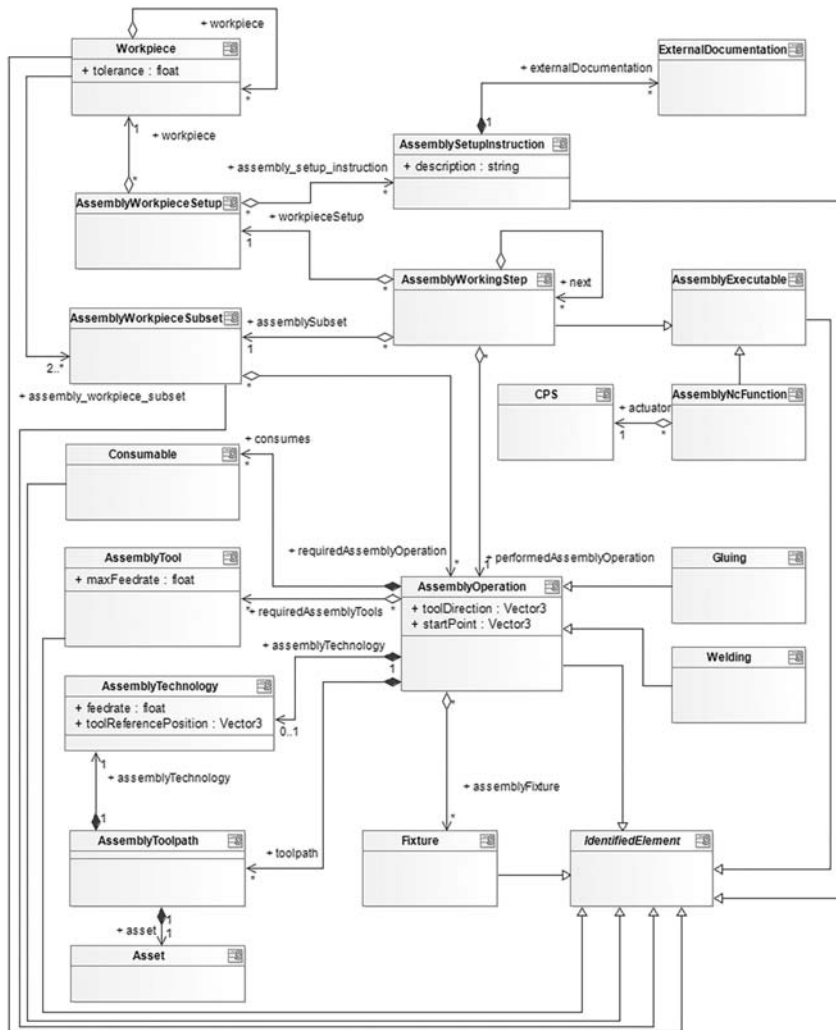 + workpiece
Workpiece
+ tolerance : float
*
ExternalDocumentation
+ externalDocumentation
*
1
1
+ workpiece
AssemblySetupInstruction
+ description : string
+ assembly_setup_instruction
*
*
*
AssemblyWorkpieceSetup
+ workpieceSetup
1
*
AssemblyWorkingStep
+ next
*
AssemblyExecutable
AssemblyWorkpieceSubset
+ assemblySubset
1
*
*
2..*
*
+ assembly_workpiece_subset
CPS
+ actuator
1
*
AssemblyNcFunction
+ consumes
*
Consumable
+ requiredAssemblyOperation
*
+ performedAssemblyOperation
1
AssemblyTool
+ maxFeedrate : float
*
+ requiredAssemblyTools
*
AssemblyOperation
+ toolDirection : Vector3
+ startPoint : Vector3
Gluing
+ assemblyTechnology
1
Welding
AssemblyTechnology
+ feedrate : float
+ toolReferencePosition : Vector3
0..1
*
1
+ assemblyTechnology
+ assemblyFixture
1
*
AssemblyToolpath
+ toolpath
*
Fixture
IdentifiedElement
1
+ asset
1
Asset